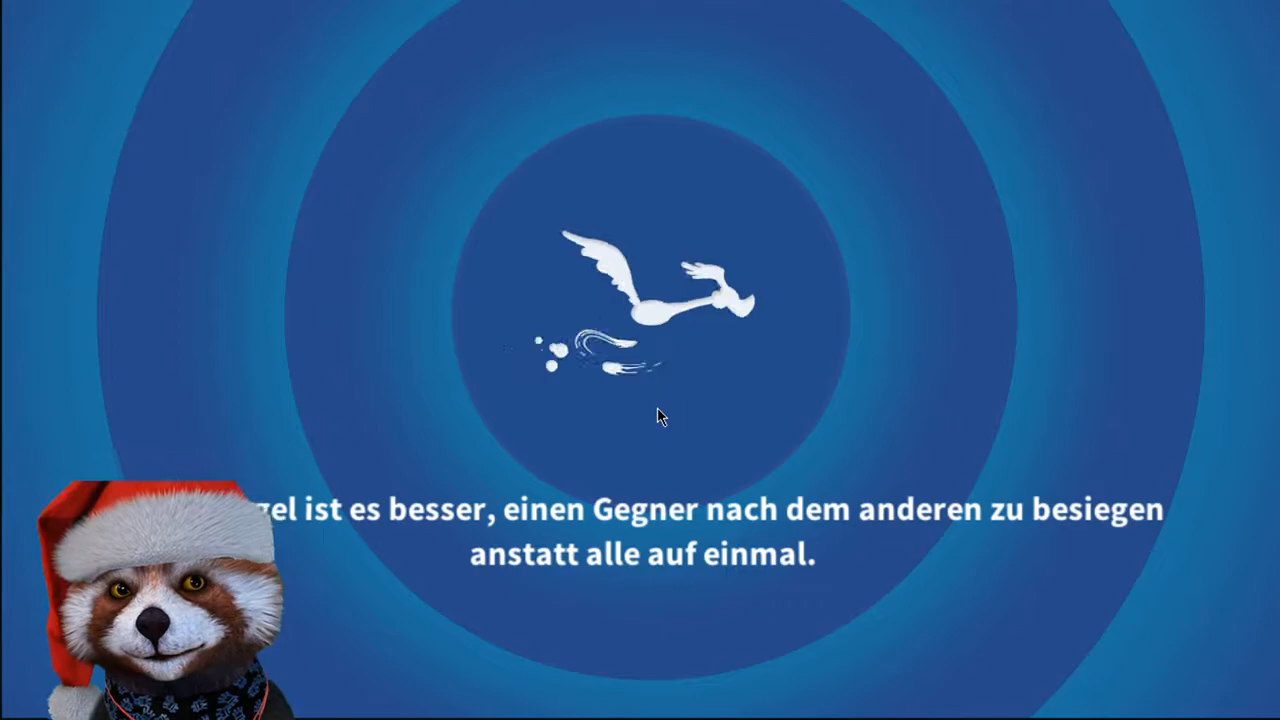 gel ist es besser, einen Gegner nach dem anderen zu besiegen
anstatt alle auf einmal.